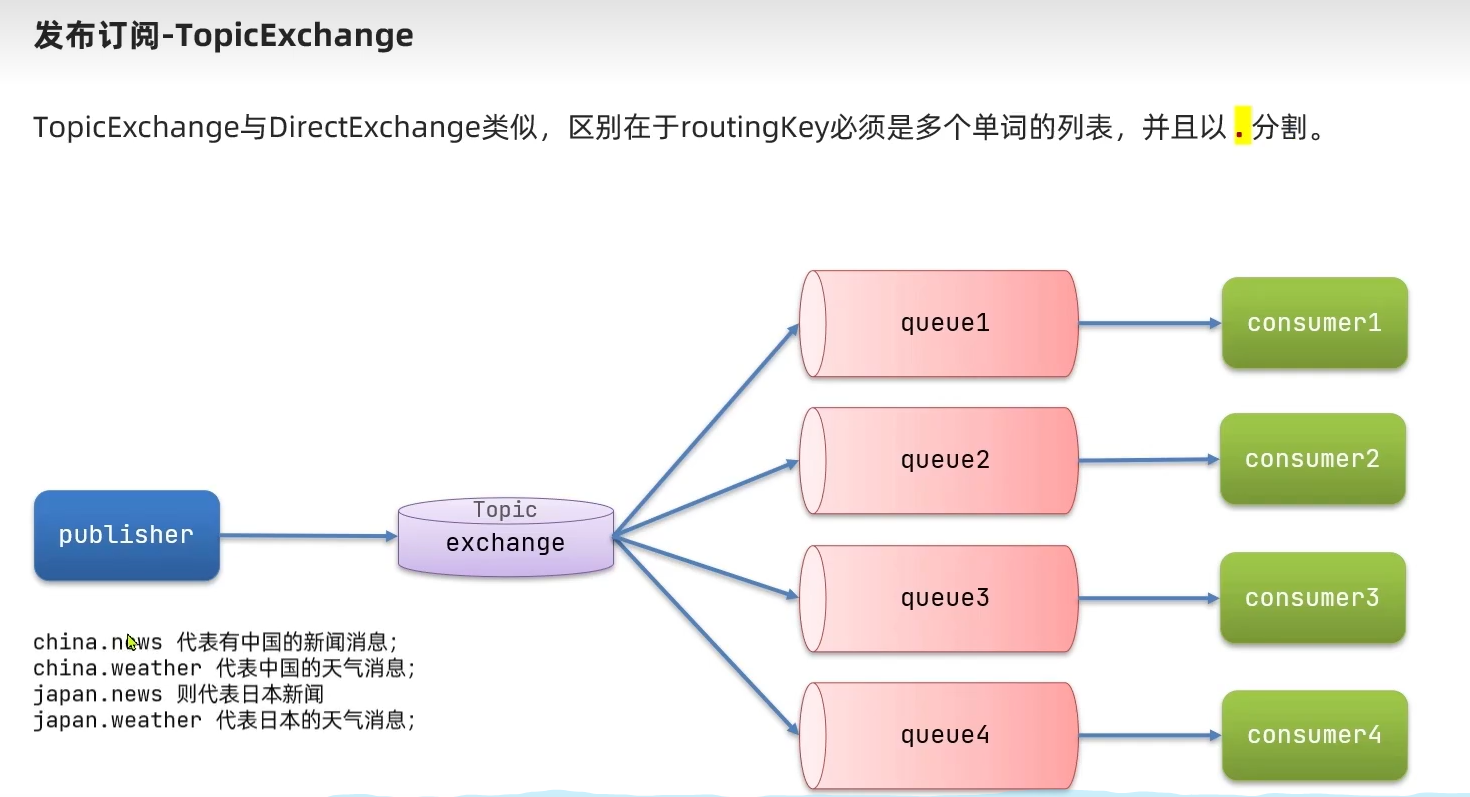 发布订阅-TopicExchange
TopicExchange与DirectExchange类似，区别在于routingKey必须是多个单词的列表，并且以 . 分割。
queue1
consumer1
queue2
consumer2
publisher
Topic
exchange
queue3
consumer3
china.news 代表有中国的新闻消息；
china.weather 代表中国的天气消息；
japan.news 则代表日本新闻
japan.weather 代表日本的天气消息；
queue4
consumer4